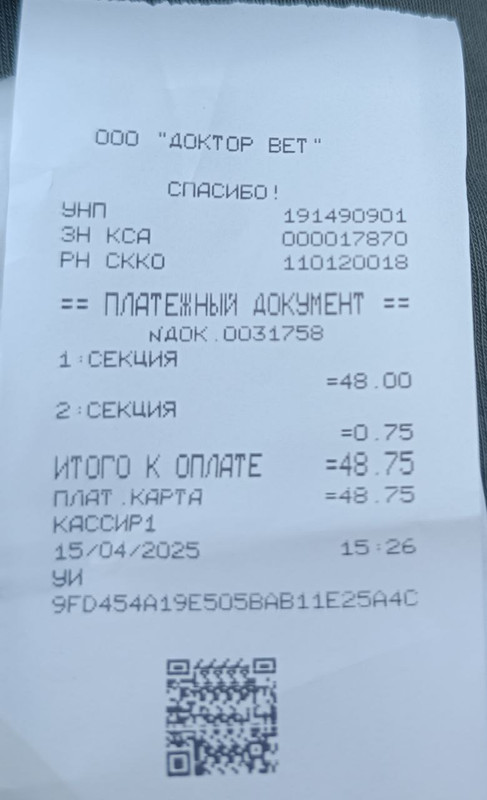 ООО "ДОКТОР ВЕТ"
СПАСИБО!
УНП 191490901
ЗН КСА 000017870
РН СККО 110120018
== ПЛАТЕЖНЫЙ ДОКУМЕНТ ==
NДОК.0031758
1:СЕКЦИЯ
=48.00
2:СЕКЦИЯ
=0.75
ИТОГО К ОПЛАТЕ =48.75
ПЛАТ.КАРТА =48.75
КАССИР1
15/04/2025 15:26
УИ
9FD454A19E505BAB11E25A4C